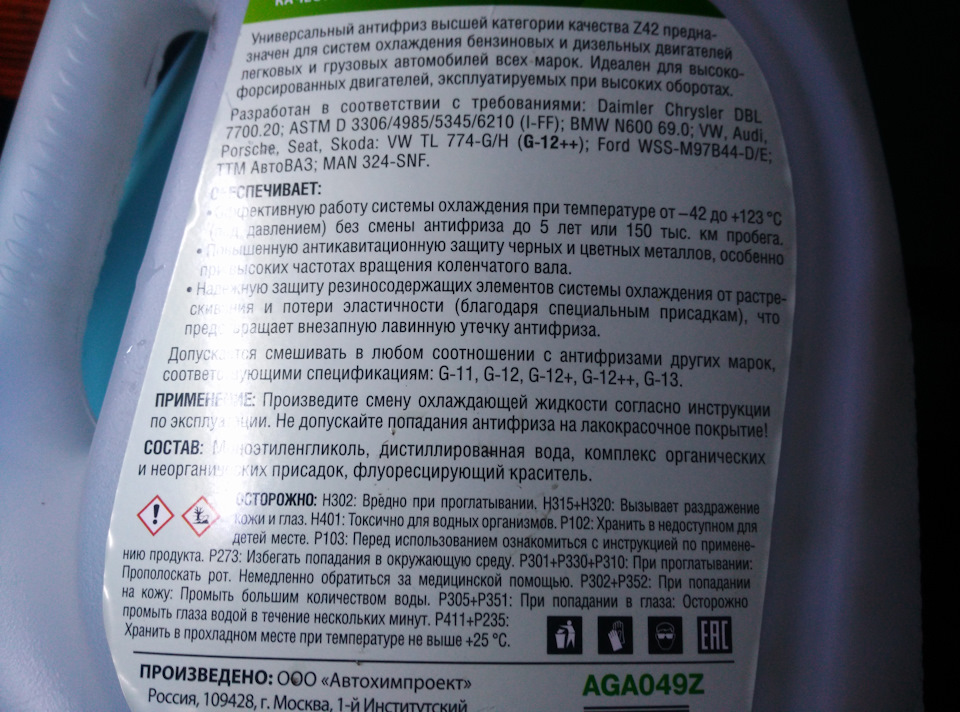 Универсальный антифриз высшей категории качества Z42 предна-
значен для систем охлаждения бензиновых и дизельных двигателей
легковых и грузовых автомобилей всех марок. Идеален для высоко-
форсированных двигателей, эксплуатируемых при высоких оборотах.
Разработан в соответствии с требованиями: Daimler Chrysler DBL
7700.20; ASTM D 3306/4985/5345/6210 (I-FF); BMW N600 69.0; VW, Audi,
Porsche, Seat, Skoda: VW TL 774-G/H (G-12++); Ford WSS-M97B44-D/E;
ТТМ АвтоВАЗ; MAN 324-SNF.
ОБЕСПЕЧИВАЕТ:
• Эффективную работу системы охлаждения при температуре от –42 до +123 °C
(под давлением) без смены антифриза до 5 лет или 150 тыс. км пробега.
• Повышенную антикавитационную защиту черных и цветных металлов, особенно
при высоких частотах вращения коленчатого вала.
• Надежную защиту резиносодержащих элементов системы охлаждения от растре-
скивания и потери эластичности (благодаря специальным присадкам), что
предотвращает внезапную лавинную утечку антифриза.
Допускается смешивать в любом соотношении с антифризами других марок,
соответствующими спецификациям: G-11, G-12, G-12+, G-12++, G-13.
ПРИМЕНЕНИЕ: Произведите смену охлаждающей жидкости согласно инструкции
по эксплуатации. Не допускайте попадания антифриза на лакокрасочное покрытие!
СОСТАВ: Моноэтиленгликоль, дистиллированная вода, комплекс органических
и неорганических присадок, флуоресцирующий краситель.
ОСТОРОЖНО: H302: Вредно при проглатывании. H315+H320: Вызывает раздражение
кожи и глаз. H401: Токсично для водных организмов. P102: Хранить в недоступном для
детей месте. P103: Перед использованием ознакомиться с инструкцией по примене-
нию продукта. P273: Избегать попадания в окружающую среду. P301+P330+P310: При проглатывании:
Прополоскать рот. Немедленно обратиться за медицинской помощью. P302+P352: При попадании
на кожу: Промыть большим количеством воды. P305+P351: При попадании в глаза: Осторожно
промыть глаза водой в течение нескольких минут. P411+P235:
Хранить в прохладном месте при температуре не выше +25 °C.
EAC
ПРОИЗВЕДЕНО: ООО «Автохимпроект»
Россия, 109428, г. Москва, 1-й Институтский
AGA049Z